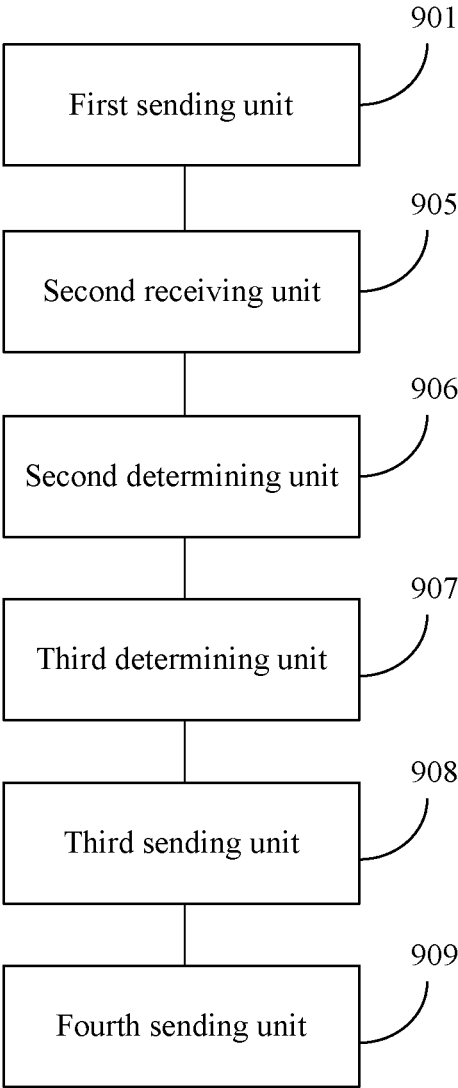 901
First sending unit
905
Second receiving unit
906
Second determining unit
907
Third determining unit
908
Third sending unit
909
Fourth sending unit